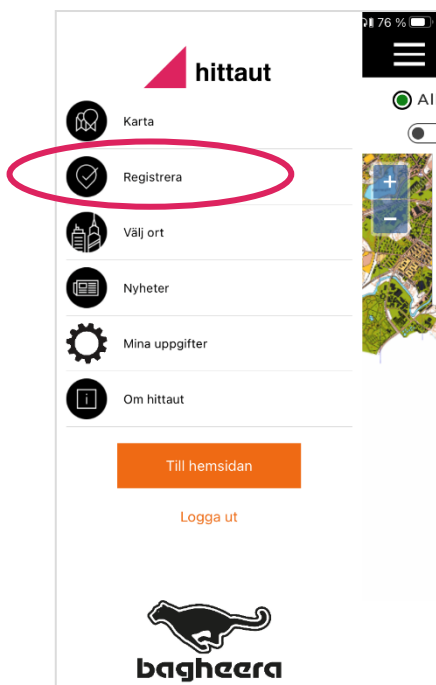 76 %
hittaut
Karta
Registrera
Välj ort
Nyheter
Mina uppgifter
Om hittaut
Till hemsidan
Logga ut
bagheera